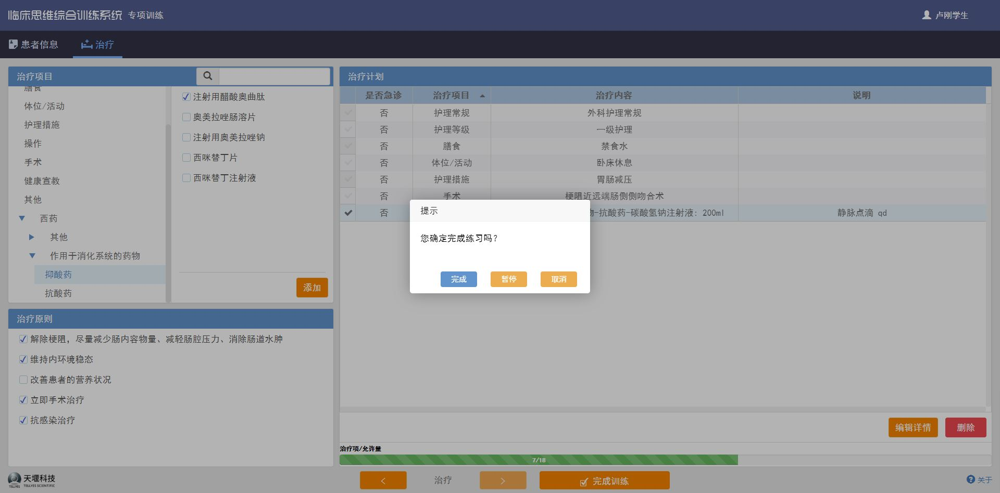 临床思维综合训练系统 专项训练
卢刚学生
患者信息
治疗
治疗项目
膳食
体位/活动
护理措施
操作
手术
健康宣教
其他
西药
其他
作用于消化系统的药物
抑酸药
抗酸药
注射用醋酸奥曲肽
奥美拉唑肠溶片
注射用奥美拉唑钠
西咪替丁片
西咪替丁注射液
添加
治疗原则
解除梗阻，尽量减少肠内容物量、减轻肠腔压力、消除肠道水肿
维持内环境稳态
改善患者的营养状况
立即手术治疗
抗感染治疗
治疗计划
是否急诊 治疗项目 治疗内容 说明
否 护理常规 外科护理常规
否 护理等级 一级护理
否 膳食 禁食水
否 体位/活动 卧床休息
否 护理措施 胃肠减压
否 手术 梗阻近远端肠侧侧吻合术
否 物-抗酸药-碳酸氢钠注射液: 200ml 静脉点滴 qd
提示
您确定完成练习吗?
完成 暂停 取消
编辑详情 删除
治疗项/允许量
7/18
天堰科技
TELLYES TELLYES SCIENTIFIC
< 治疗 > 完成训练
关于